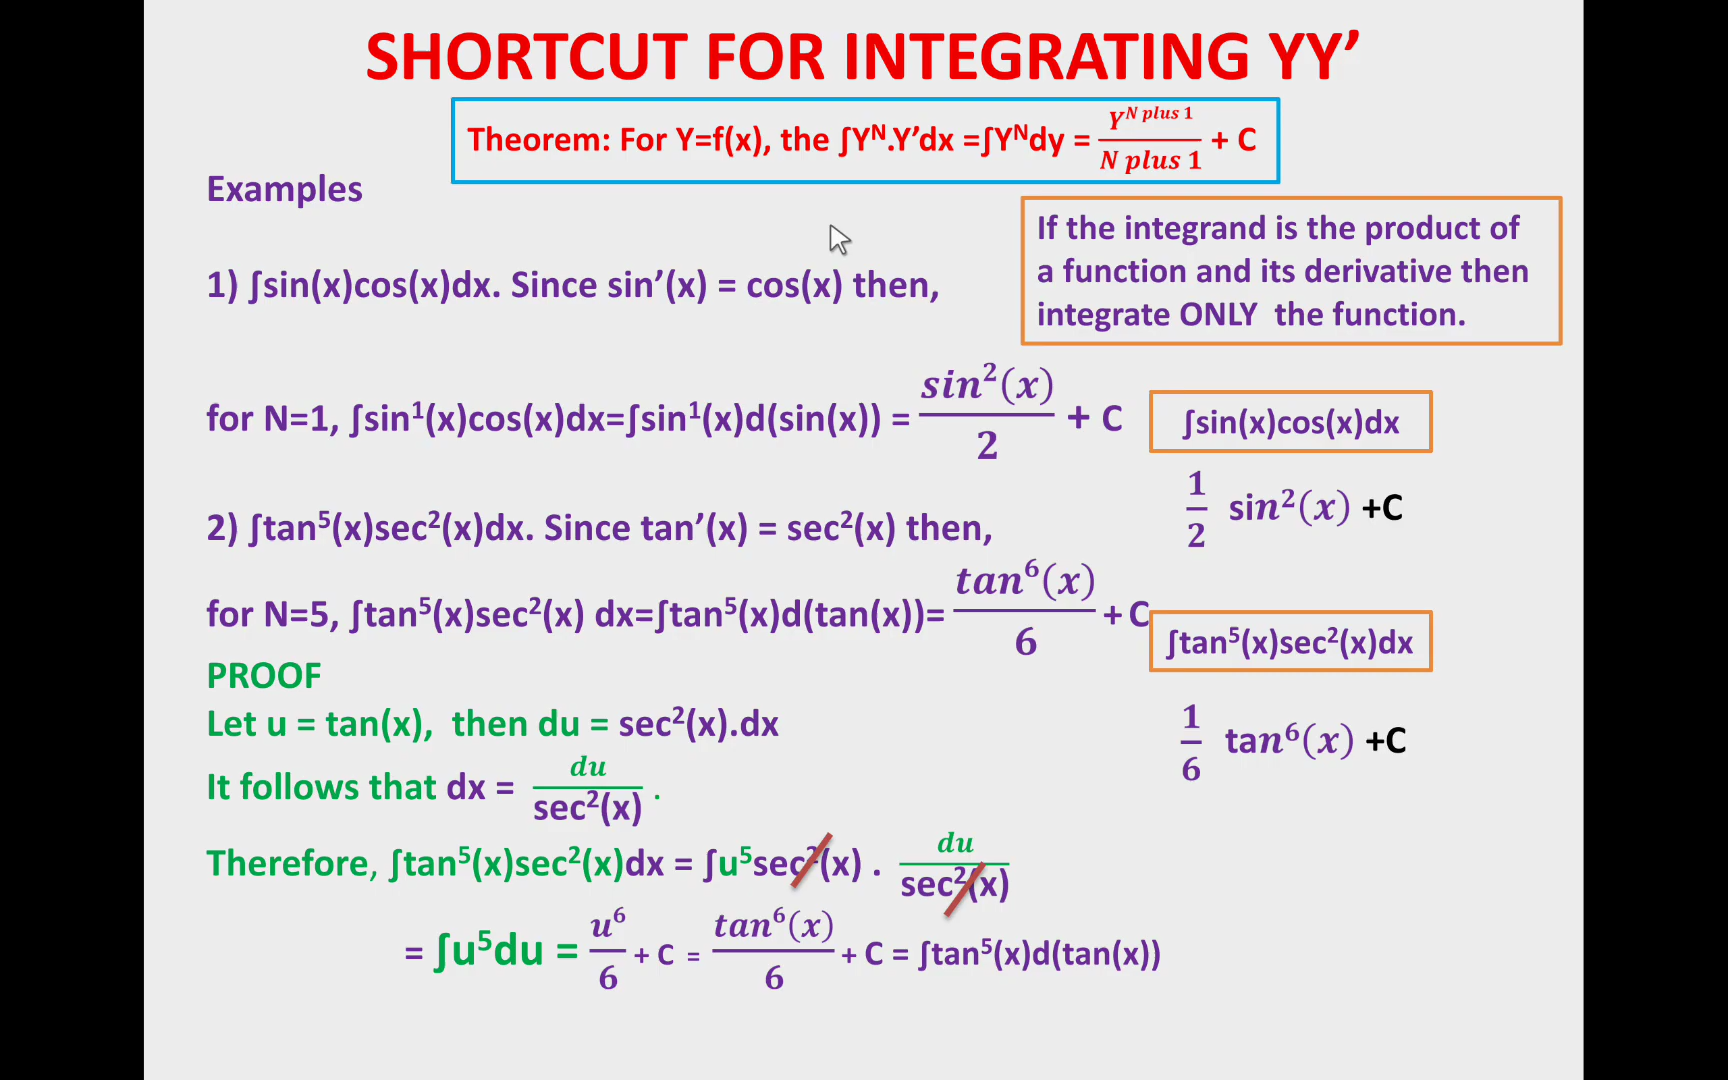 SHORTCUT FOR INTEGRATING YY’
Theorem: For Y=f(x), the ∫Yᴺ.Y’dx =∫Yᴺdy = Y^(N plus 1)/(N plus 1) + C
Examples
If the integrand is the product of
a function and its derivative then
integrate ONLY the function.
1) ∫sin(x)cos(x)dx. Since sin’(x) = cos(x) then,
for N=1, ∫sin¹(x)cos(x)dx=∫sin¹(x)d(sin(x)) = sin²(x)/2 + C
∫sin(x)cos(x)dx
1/2 sin²(x) +C
2) ∫tan⁵(x)sec²(x)dx. Since tan’(x) = sec²(x) then,
for N=5, ∫tan⁵(x)sec²(x) dx=∫tan⁵(x)d(tan(x))= tan⁶(x)/6 + C
∫tan⁵(x)sec²(x)dx
1/6 tan⁶(x) +C
PROOF
Let u = tan(x), then du = sec²(x).dx
It follows that dx = du/sec²(x) .
Therefore, ∫tan⁵(x)sec²(x)dx = ∫u⁵sec²(x) . du/sec²(x)
= ∫u⁵du = u⁶/6 + C = tan⁶(x)/6 + C = ∫tan⁵(x)d(tan(x))